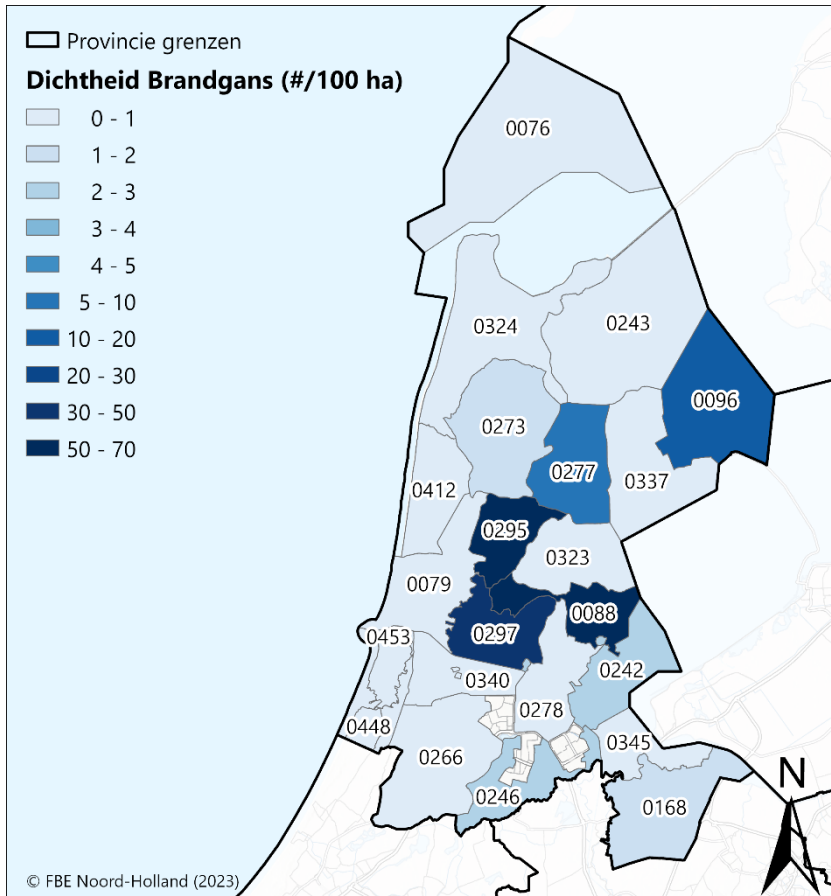 Provincie grenzen
Dichtheid Brandgans (#/100 ha)
0 - 1
1 - 2
2 - 3
3 - 4
4 - 5
5 - 10
10 - 20
20 - 30
30 - 50
50 - 70
0076
0324
0243
0096
0273
0277
0337
0412
0295
0323
0079
0088
0453
0297
0242
0340
0278
0448
0345
0266
0246
0168
N
© FBE Noord-Holland (2023)